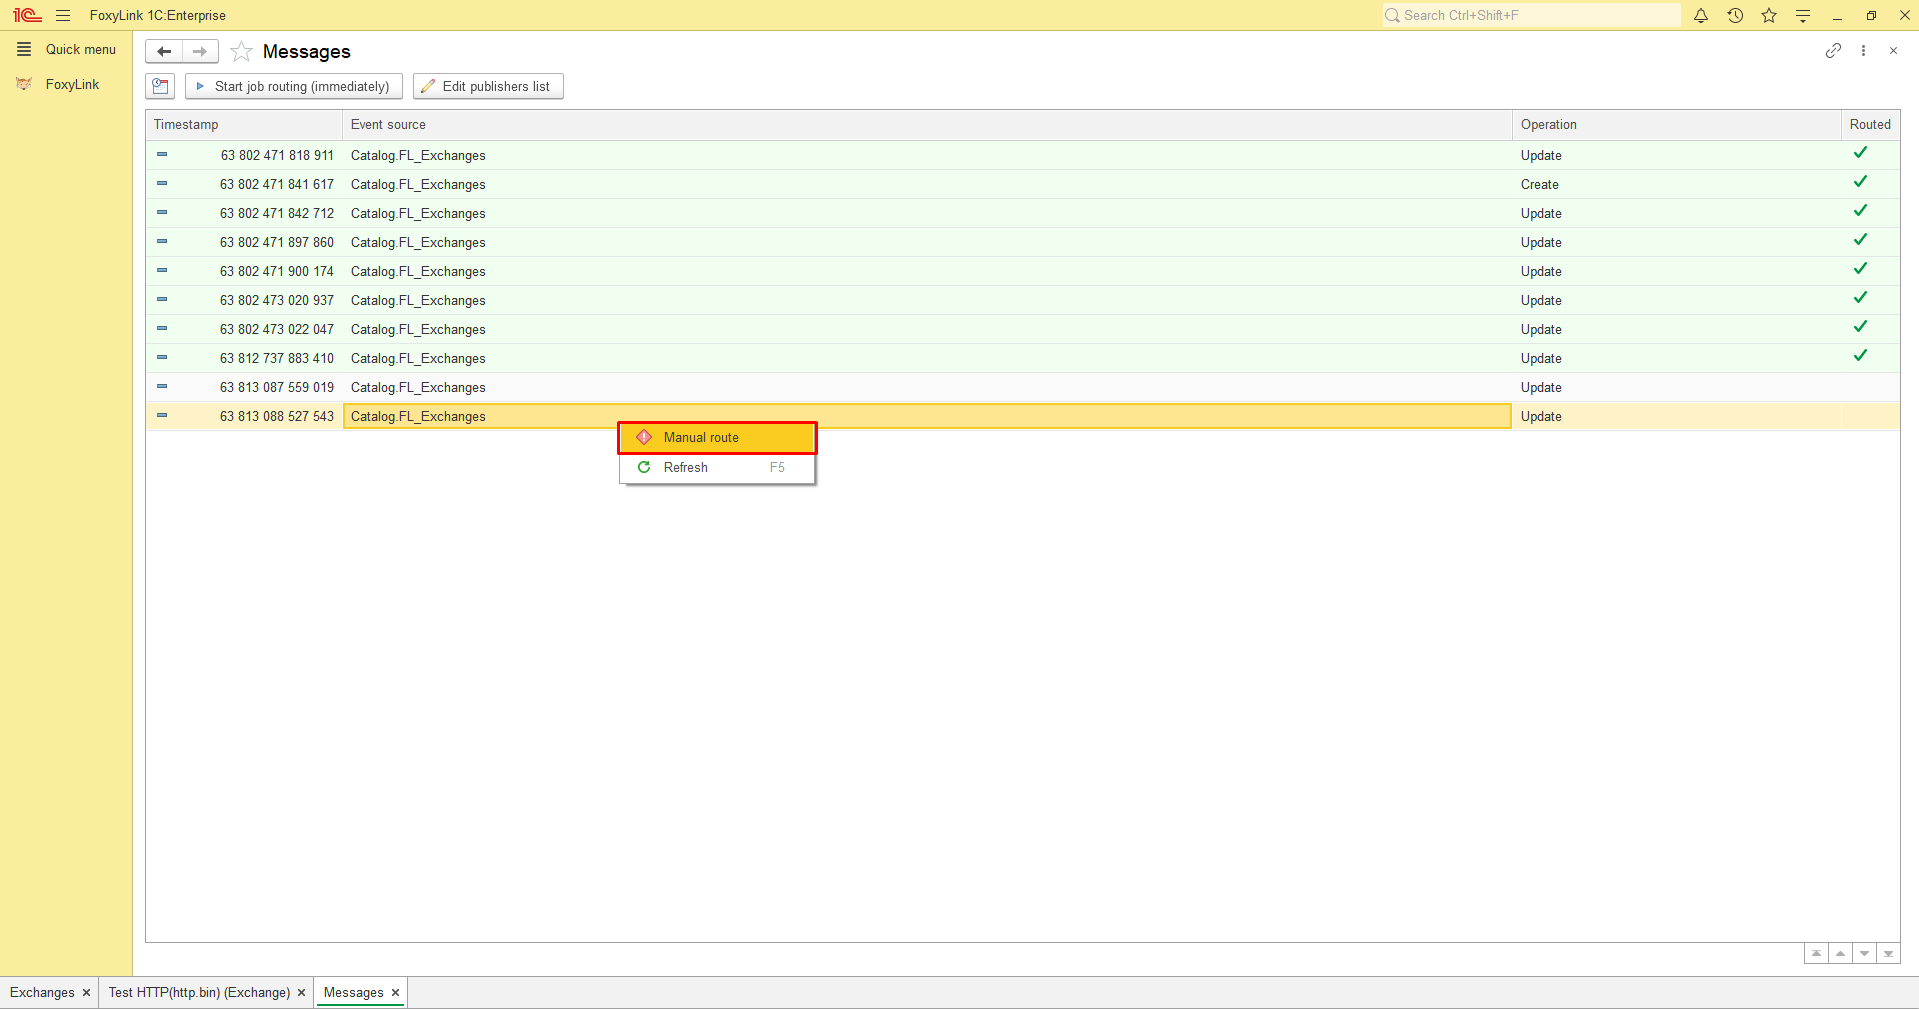 FoxyLink 1C:Enterprise
Search Ctrl+Shift+F
Quick menu
FoxyLink
Messages
Start job routing (immediately)
Edit publishers list
Timestamp Event source Operation Routed
63 802 471 818 911 Catalog.FL_Exchanges Update
63 802 471 841 617 Catalog.FL_Exchanges Create
63 802 471 842 712 Catalog.FL_Exchanges Update
63 802 471 897 860 Catalog.FL_Exchanges Update
63 802 471 900 174 Catalog.FL_Exchanges Update
63 802 473 020 937 Catalog.FL_Exchanges Update
63 802 473 022 047 Catalog.FL_Exchanges Update
63 812 737 883 410 Catalog.FL_Exchanges Update
63 813 087 559 019 Catalog.FL_Exchanges Update
63 813 088 527 543 Catalog.FL_Exchanges Update
Manual route
Refresh F5
Exchanges
Test HTTP(http.bin) (Exchange)
Messages